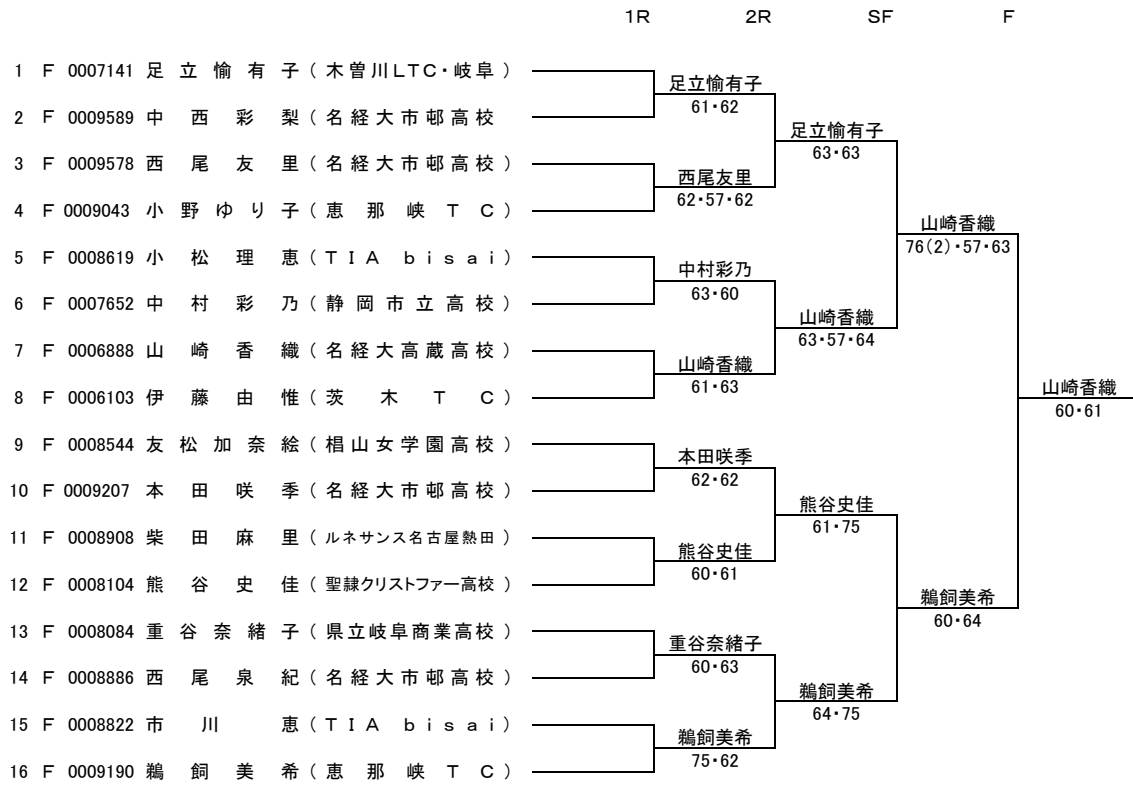 1R 2R SF F
1 F 0007141 足立愉有子(木曽川LTC・岐阜)
足立愉有子
61・62
2 F 0009589 中西彩梨(名経大市邨高校
足立愉有子
63・63
3 F 0009578 西尾友里(名経大市邨高校)
西尾友里
62・57・62
4 F 0009043 小野ゆり子(恵那峡TC)
山崎香織
76(2)・57・63
5 F 0008619 小松理恵(TIA bisai)
中村彩乃
63・60
6 F 0007652 中村彩乃(静岡市立高校)
山崎香織
63・57・64
7 F 0006888 山崎香織(名経大高蔵高校)
山崎香織
61・63
8 F 0006103 伊藤由惟(茨木TC)
山崎香織
60・61
9 F 0008544 友松加奈絵(椙山女学園高校)
本田咲季
62・62
10 F 0009207 本田咲季(名経大市邨高校)
熊谷史佳
61・75
11 F 0008908 柴田麻里(ルネサンス名古屋熱田)
熊谷史佳
60・61
12 F 0008104 熊谷史佳(聖隷クリストファー高校)
鵜飼美希
60・64
13 F 0008084 重谷奈緒子(県立岐阜商業高校)
重谷奈緒子
60・63
14 F 0008886 西尾泉紀(名経大市邨高校)
鵜飼美希
64・75
15 F 0008822 市川恵(TIA bisai)
鵜飼美希
75・62
16 F 0009190 鵜飼美希(恵那峡TC)